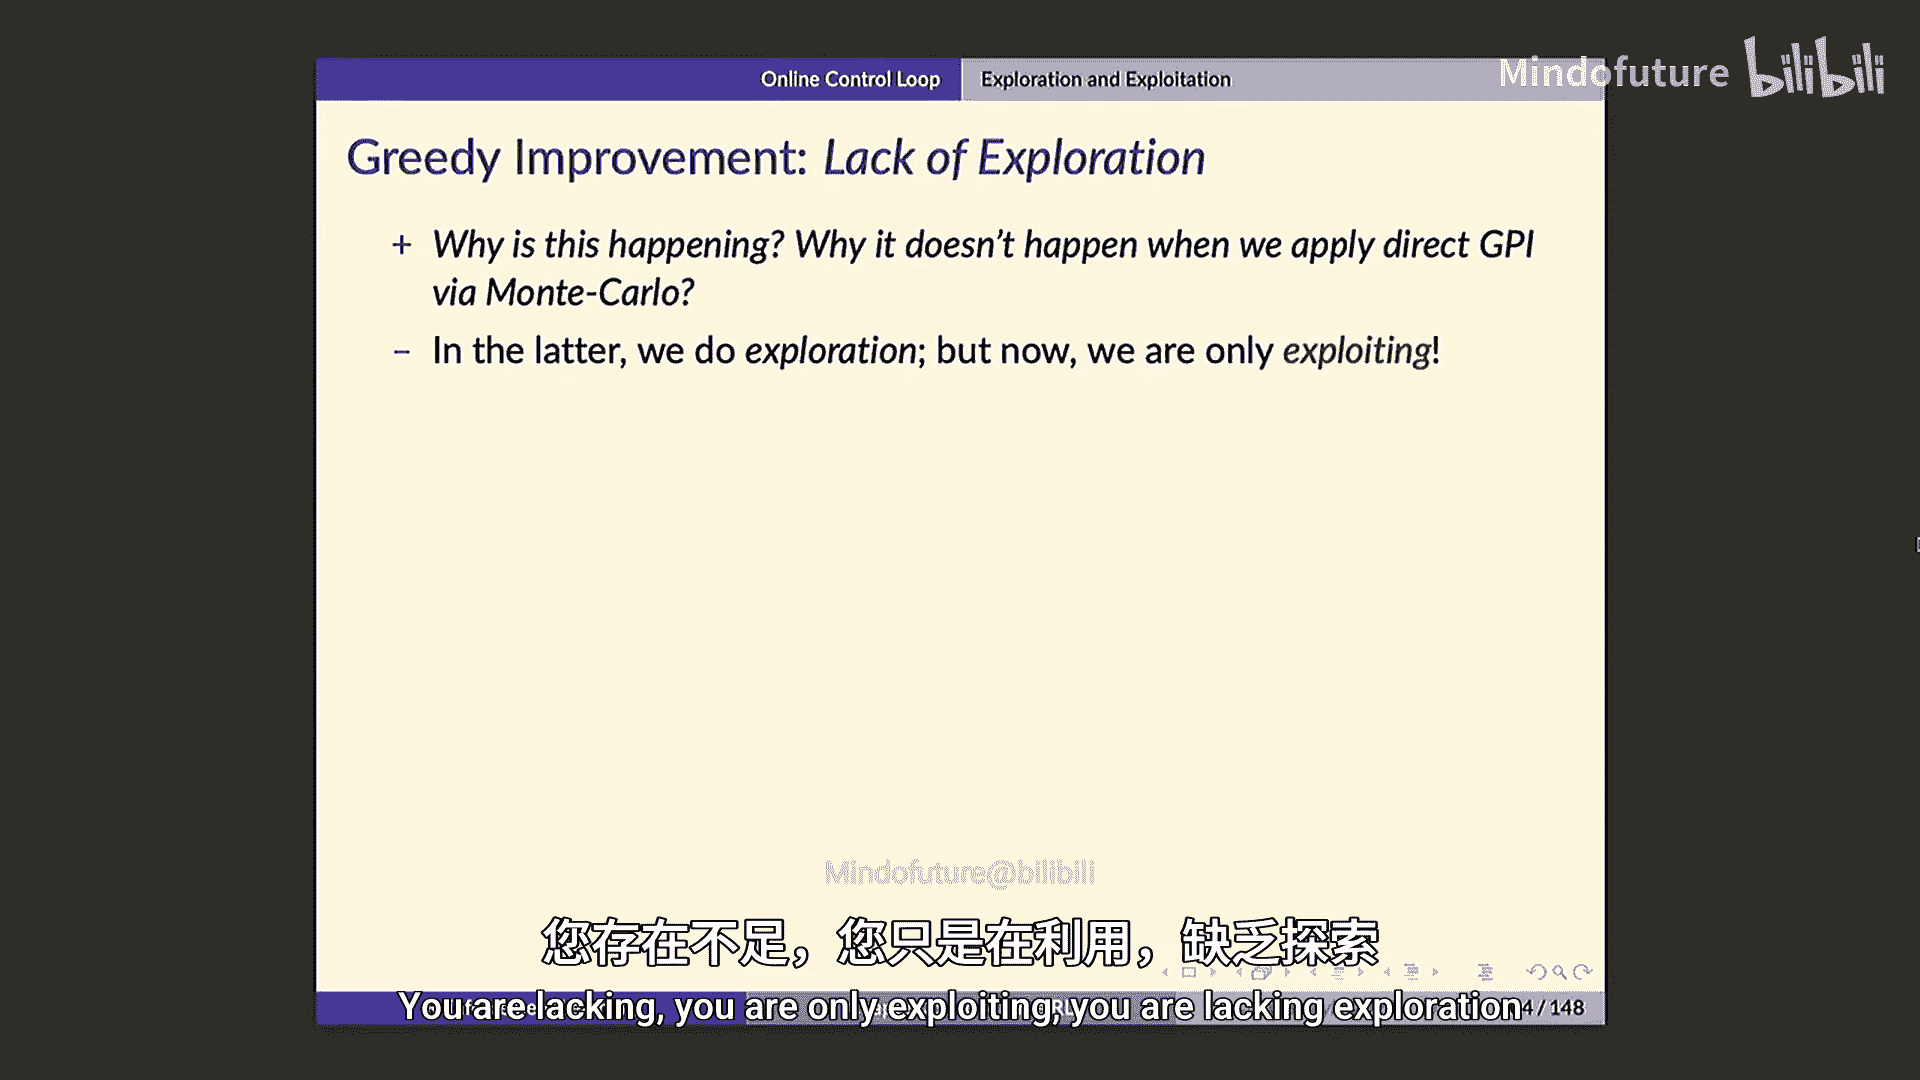 Online Control Loop
Exploration and Exploitation
Mindofuture bilibili
Greedy Improvement: Lack of Exploration
+ Why is this happening? Why it doesn't happen when we apply direct GPI
via Monte-Carlo?
– In the latter, we do exploration; but now, we are only exploiting!
Mindofuture@bilibili
您存在不足，您只是在利用，缺乏探索
You are lacking, you are only exploiting, you are lacking exploration
4 / 148